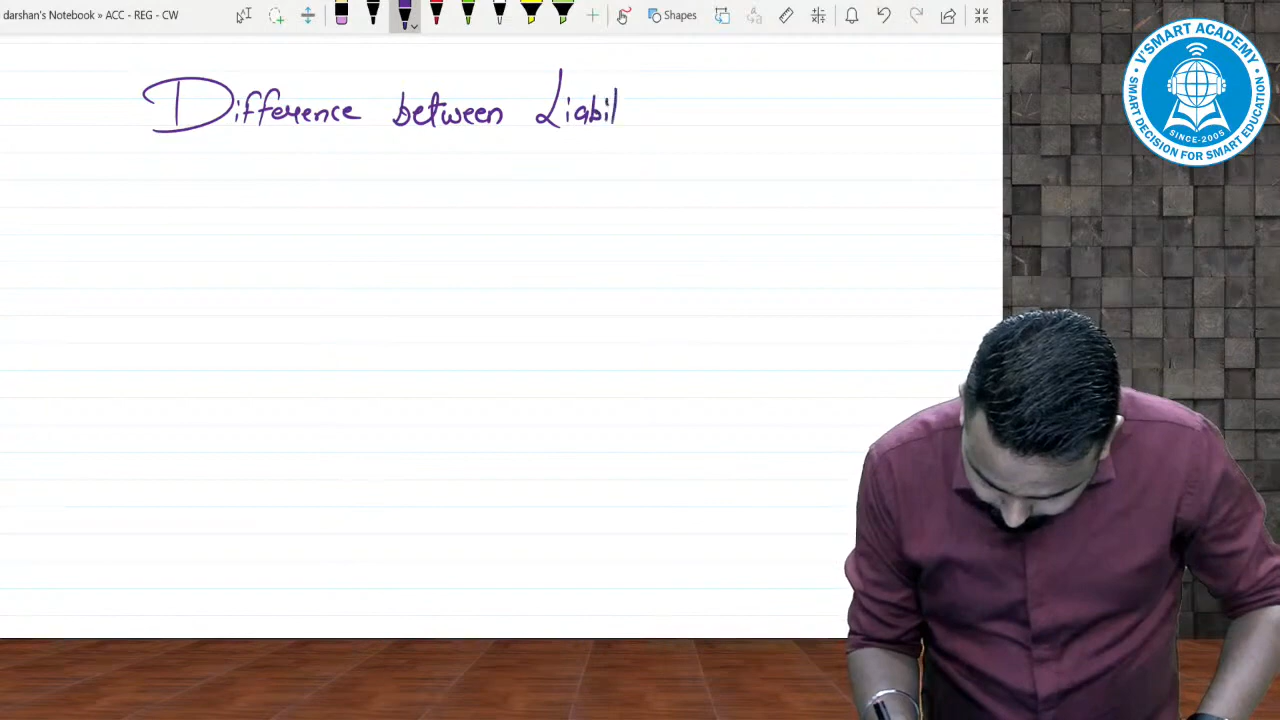 darshan's Notebook » ACC - REG - CW
Shapes
Difference between Liabil
V'SMART ACADEMY
SINCE-2005
SMART DECISION FOR SMART EDUCATION